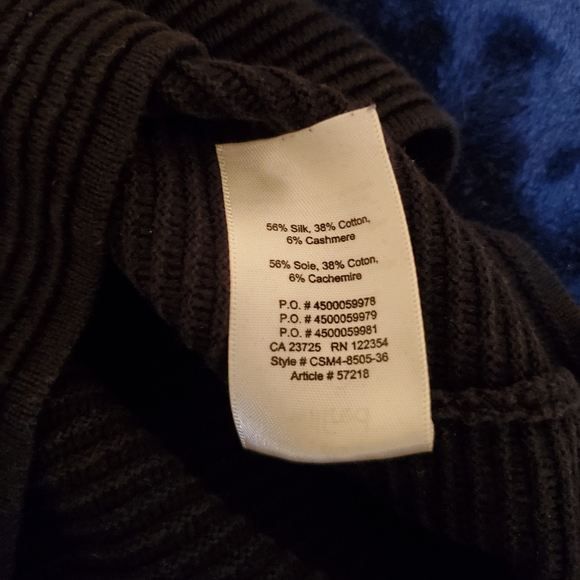 56% Silk, 38% Cotton,
6% Cashmere
56% Soie, 38% Coton,
6% Cachemire
P.O. # 4500059978
P.O. # 4500059979
P.O. # 4500059981
CA 23725 RN 122354
Style # CSM4-8505-36
Article # 57218